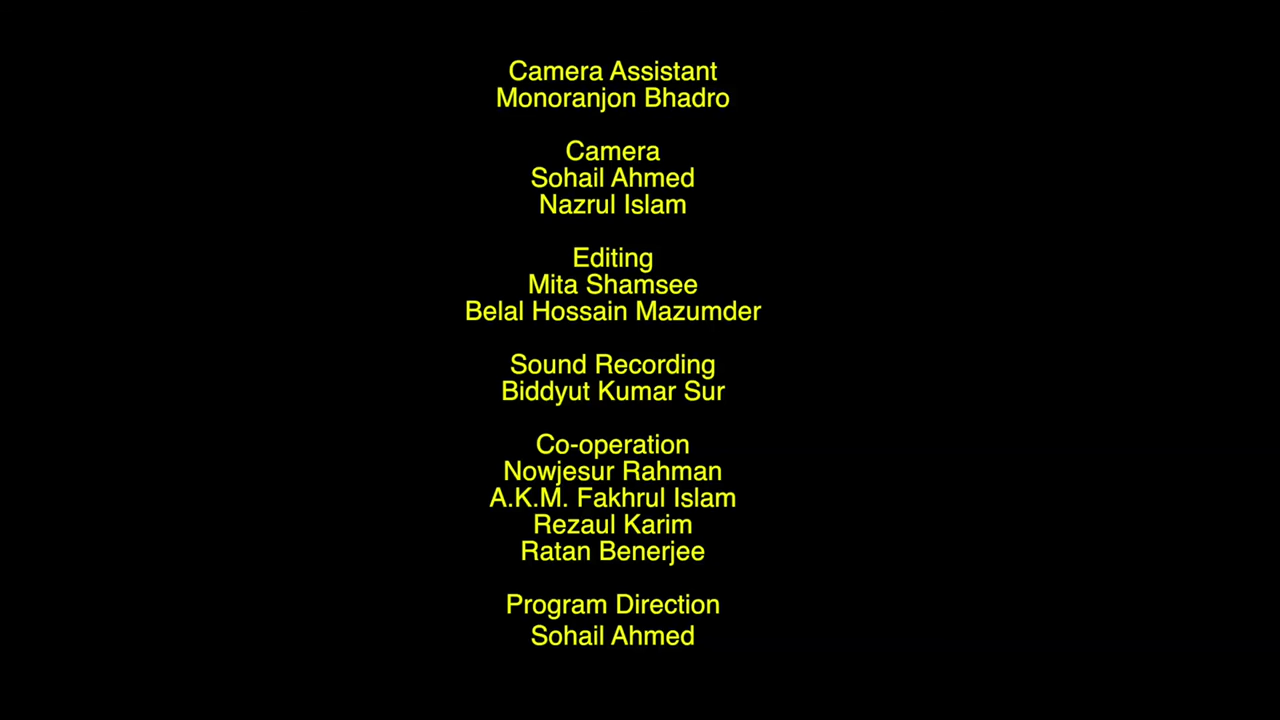 Camera Assistant
Monoranjon Bhadro
Camera
Sohail Ahmed
Nazrul Islam
Editing
Mita Shamsee
Belal Hossain Mazumder
Sound Recording
Biddyut Kumar Sur
Co-operation
Nowjesur Rahman
A.K.M. Fakhrul Islam
Rezaul Karim
Ratan Benerjee
Program Direction
Sohail Ahmed